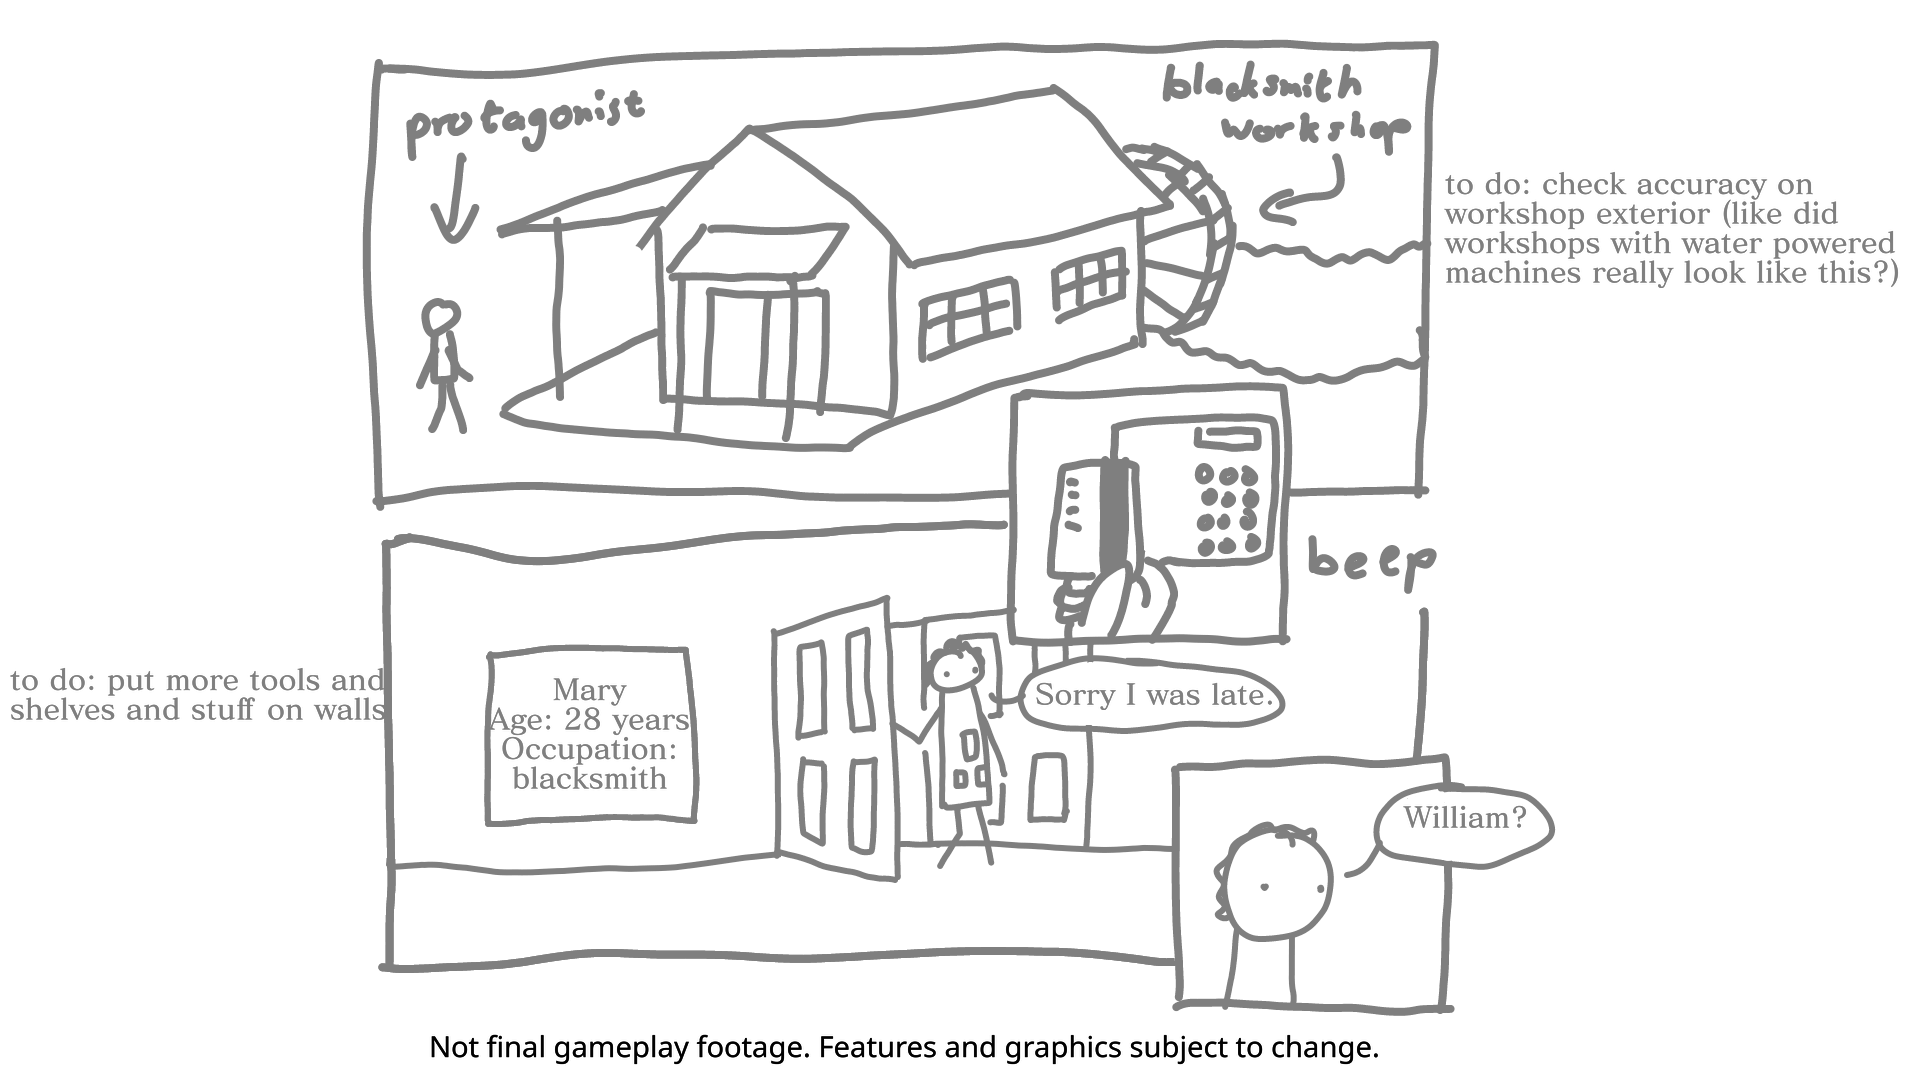 protagonist
blacksmith
workshop
to do: check accuracy on
workshop exterior (like did
workshops with water powered
machines really look like this?)
beep
to do: put more tools and
shelves and stuff on walls
Mary
Age: 28 years
Occupation:
blacksmith
Sorry I was late.
William?
Not final gameplay footage. Features and graphics subject to change.